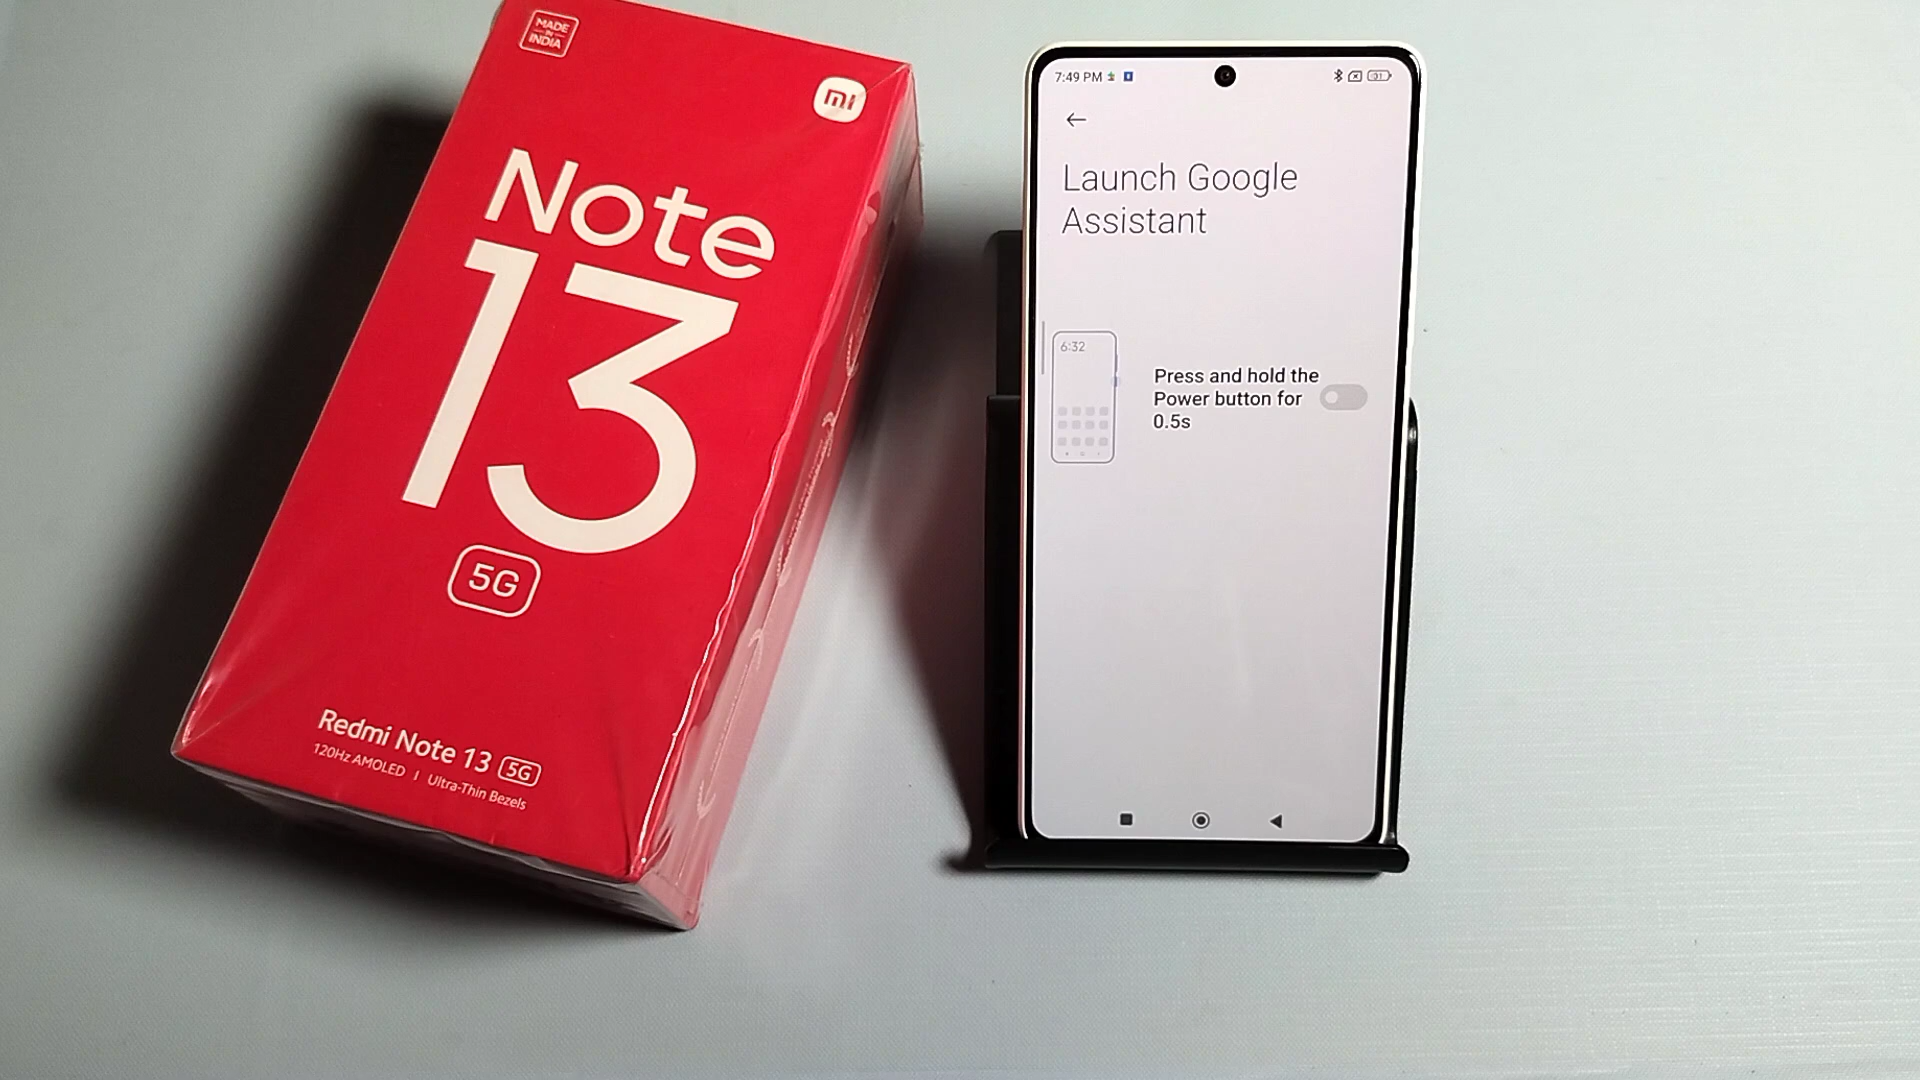 MADE
IN
INDIA
mi
Note
13
5G
Redmi Note 13 5G
120Hz AMOLED | Ultra-Thin Bezels
7:49 PM
Launch Google
Assistant
6:32
Press and hold the
Power button for
0.5s